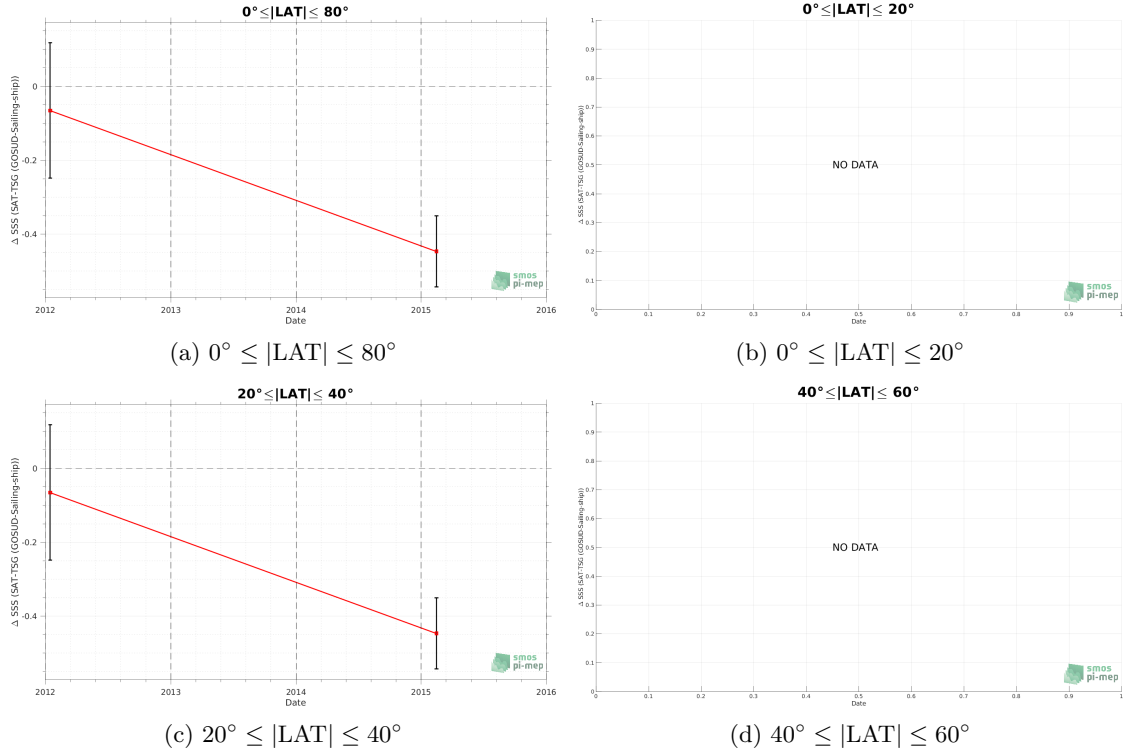 0°≤|LAT|≤ 80°
Δ SSS (SAT-TSG (GOSUD-Sailing-ship))
0
-0.2
-0.4
2012 2013 2014 2015 2016
Date
smos
pi-mep
(a) 0° ≤ |LAT| ≤ 80°
0°≤|LAT|≤ 20°
Δ SSS (SAT-TSG (GOSUD-Sailing-ship))
1
0.9
0.8
0.7
0.6
0.5
0.4
0.3
0.2
0.1
0
NO DATA
0 0.1 0.2 0.3 0.4 0.5 0.6 0.7 0.8 0.9 1
Date
smos
pi-mep
(b) 0° ≤ |LAT| ≤ 20°
20°≤|LAT|≤ 40°
Δ SSS (SAT-TSG (GOSUD-Sailing-ship))
0
-0.2
-0.4
2012 2013 2014 2015 2016
Date
smos
pi-mep
(c) 20° ≤ |LAT| ≤ 40°
40°≤|LAT|≤ 60°
Δ SSS (SAT-TSG (GOSUD-Sailing-ship))
1
0.9
0.8
0.7
0.6
0.5
0.4
0.3
0.2
0.1
0
NO DATA
0 0.1 0.2 0.3 0.4 0.5 0.6 0.7 0.8 0.9 1
Date
smos
pi-mep
(d) 40° ≤ |LAT| ≤ 60°